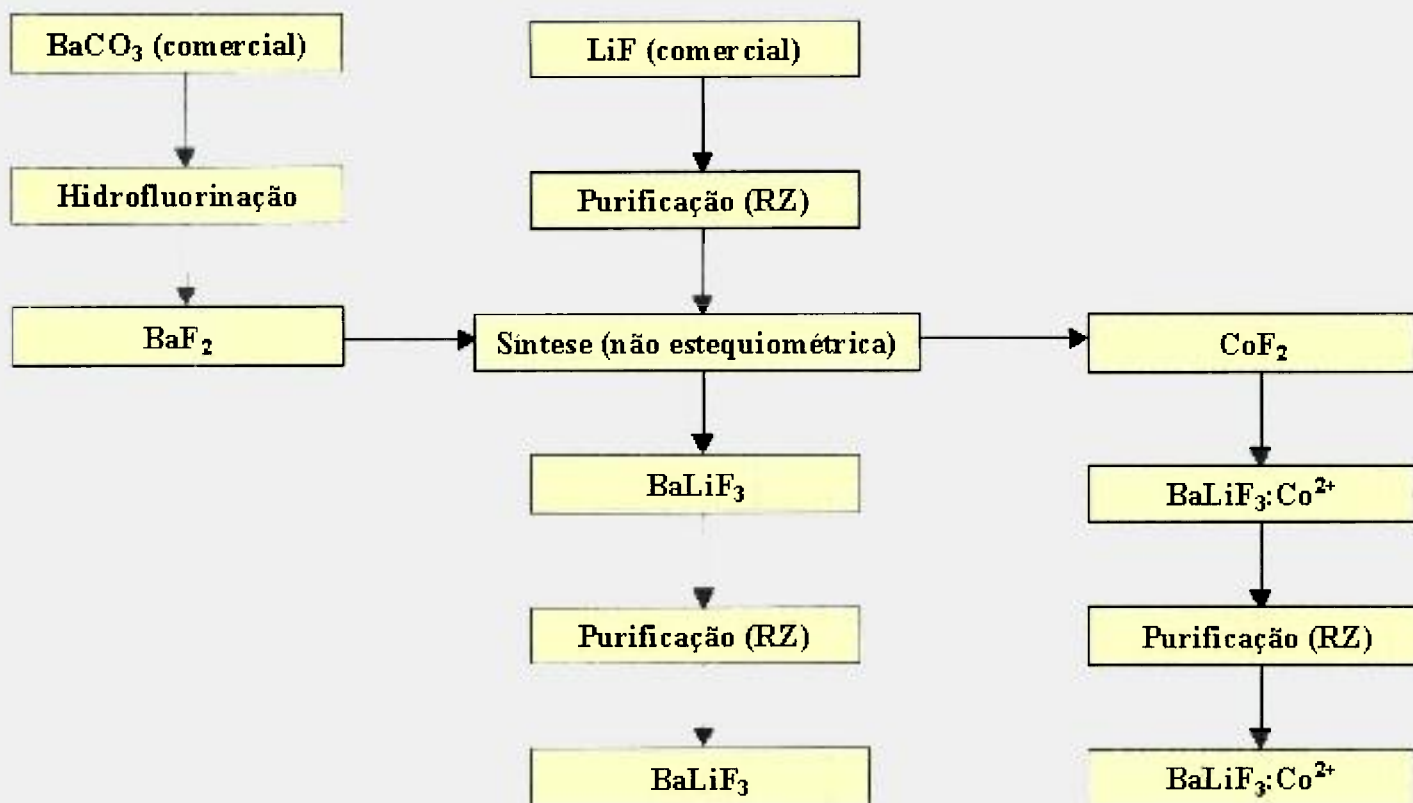 BaCO₃ (comercial)
LiF (comercial)
Hidrofluorinação
Purificação (RZ)
BaF₂
Síntese (não estequiométrica)
CoF₂
BaLiF₃
BaLiF₃:Co²⁺
Purificação (RZ)
Purificação (RZ)
BaLiF₃
BaLiF₃:Co²⁺